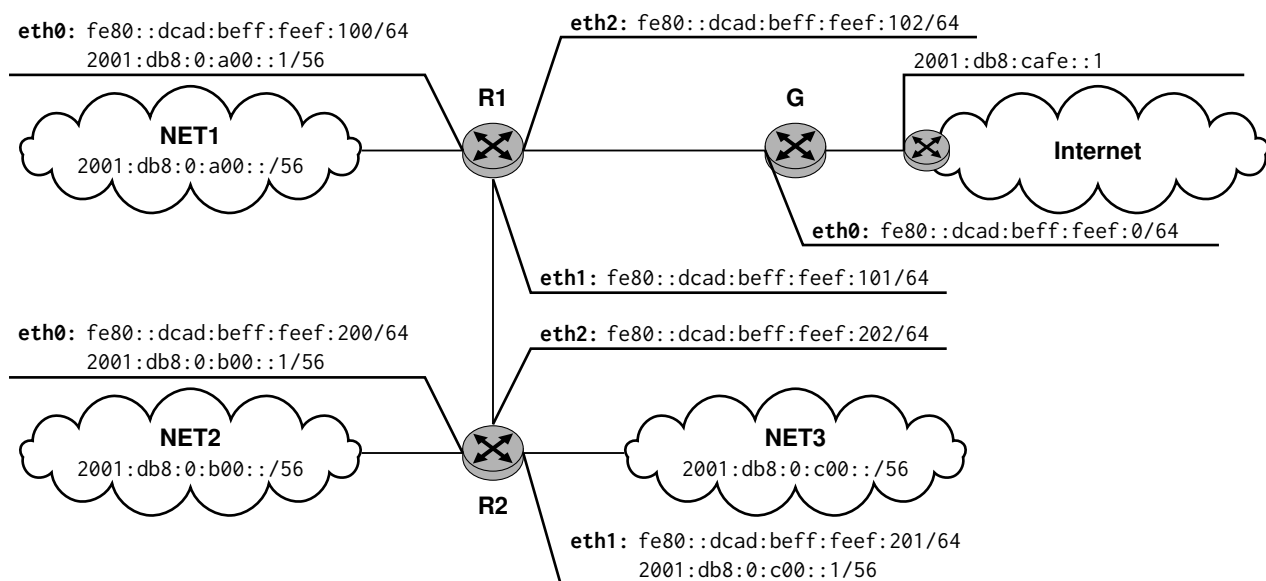 eth0: fe80::dcad:beff:feef:100/64
2001:db8:0:a00::1/56
eth2: fe80::dcad:beff:feef:102/64
2001:db8:cafe::1
R1
G
NET1
2001:db8:0:a00::/56
Internet
eth0: fe80::dcad:beff:feef:0/64
eth1: fe80::dcad:beff:feef:101/64
eth0: fe80::dcad:beff:feef:200/64
2001:db8:0:b00::1/56
eth2: fe80::dcad:beff:feef:202/64
NET2
2001:db8:0:b00::/56
NET3
2001:db8:0:c00::/56
R2
eth1: fe80::dcad:beff:feef:201/64
2001:db8:0:c00::1/56